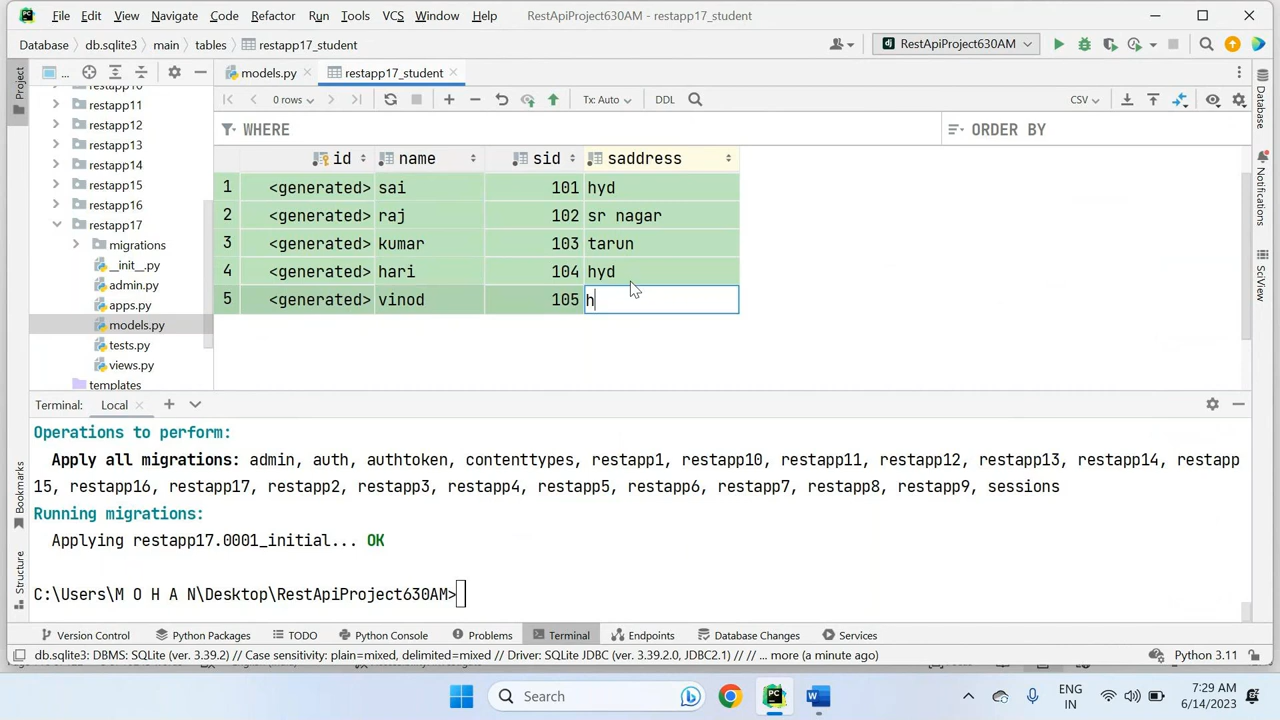 File Edit View Navigate Code Refactor Run Tools VCS Window Help RestApiProject630AM - restapp17_student
Database db.sqlite3 main tables restapp17_student RestApiProject630AM
Project ... models.py restapp17_student
0 rows Tx: Auto DDL CSV
WHERE ORDER BY
id name sid saddress
1 <generated> sai 101 hyd
2 <generated> raj 102 sr nagar
3 <generated> kumar 103 tarun
4 <generated> hari 104 hyd
5 <generated> vinod 105 h
restapp11
restapp12
restapp13
restapp14
restapp15
restapp16
restapp17
migrations
__init__.py
admin.py
apps.py
models.py
tests.py
views.py
templates
Database
Notifications
SciView
Bookmarks
Structure
Terminal: Local
Operations to perform:
Apply all migrations: admin, auth, authtoken, contenttypes, restapp1, restapp10, restapp11, restapp12, restapp13, restapp14, restapp
15, restapp16, restapp17, restapp2, restapp3, restapp4, restapp5, restapp6, restapp7, restapp8, restapp9, sessions
Running migrations:
Applying restapp17.0001_initial... OK
C:\Users\M O H A N\Desktop\RestApiProject630AM>
Version Control Python Packages TODO Python Console Problems Terminal Endpoints Database Changes Services
db.sqlite3: DBMS: SQLite (ver. 3.39.2) // Case sensitivity: plain=mixed, delimited=mixed // Driver: SQLite JDBC (ver. 3.39.2.0, JDBC2.1) // // ... more (a minute ago) Python 3.11
Search ENG
IN 7:29 AM
6/14/2023